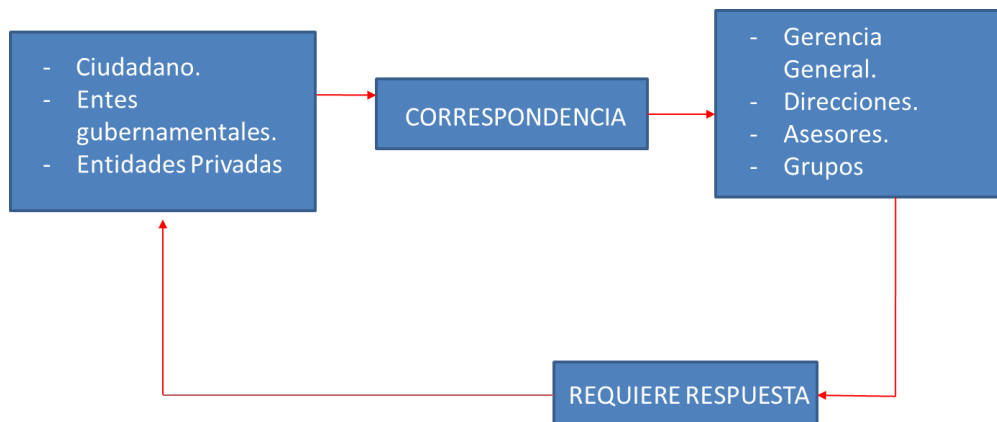 - Ciudadano.
- Entes
gubernamentales.
- Entidades Privadas
CORRESPONDENCIA
- Gerencia
General.
- Direcciones.
- Asesores.
- Grupos
REQUIERE RESPUESTA